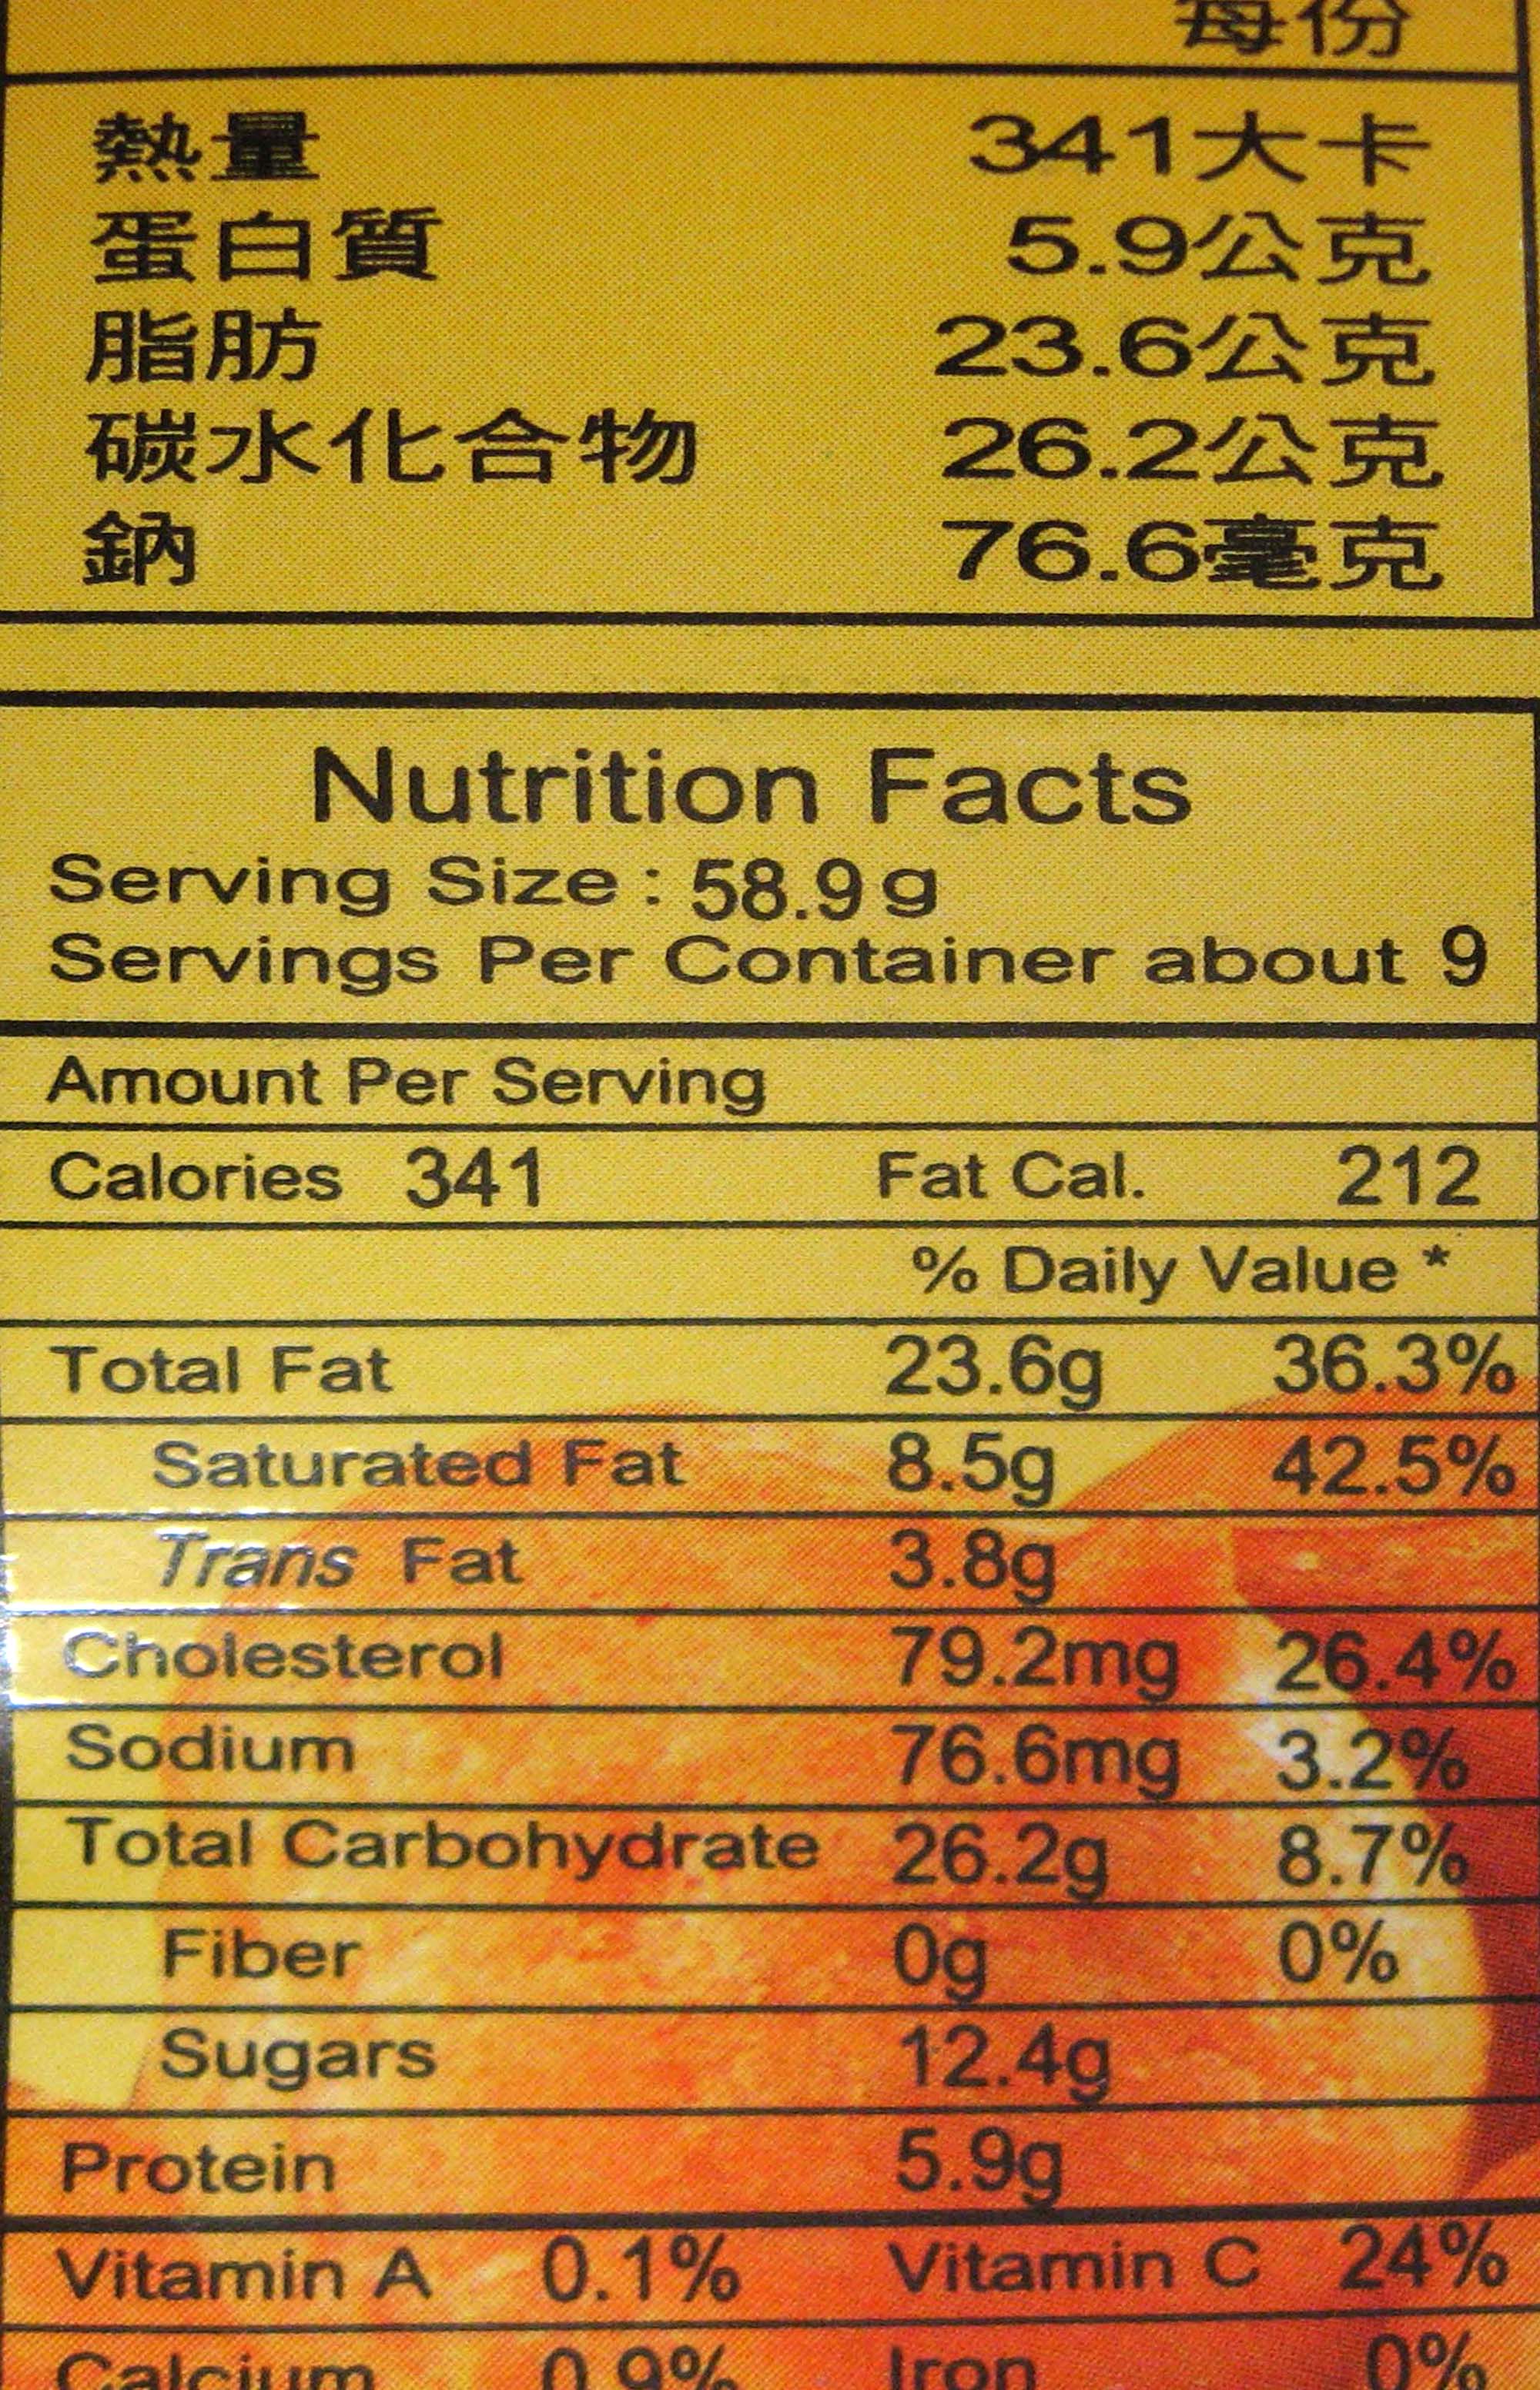 每份
熱量 341大卡
蛋白質 5.9公克
脂肪 23.6公克
碳水化合物 26.2公克
鈉 76.6毫克
Nutrition Facts
Serving Size : 58.9 g
Servings Per Container about 9
Amount Per Serving
Calories 341 Fat Cal. 212
% Daily Value *
Total Fat 23.6g 36.3%
Saturated Fat 8.5g 42.5%
Trans Fat 3.8g
Cholesterol 79.2mg 26.4%
Sodium 76.6mg 3.2%
Total Carbohydrate 26.2g 8.7%
Fiber 0g 0%
Sugars 12.4g
Protein 5.9g
Vitamin A 0.1% Vitamin C 24%
Calcium 0.9% Iron 0%